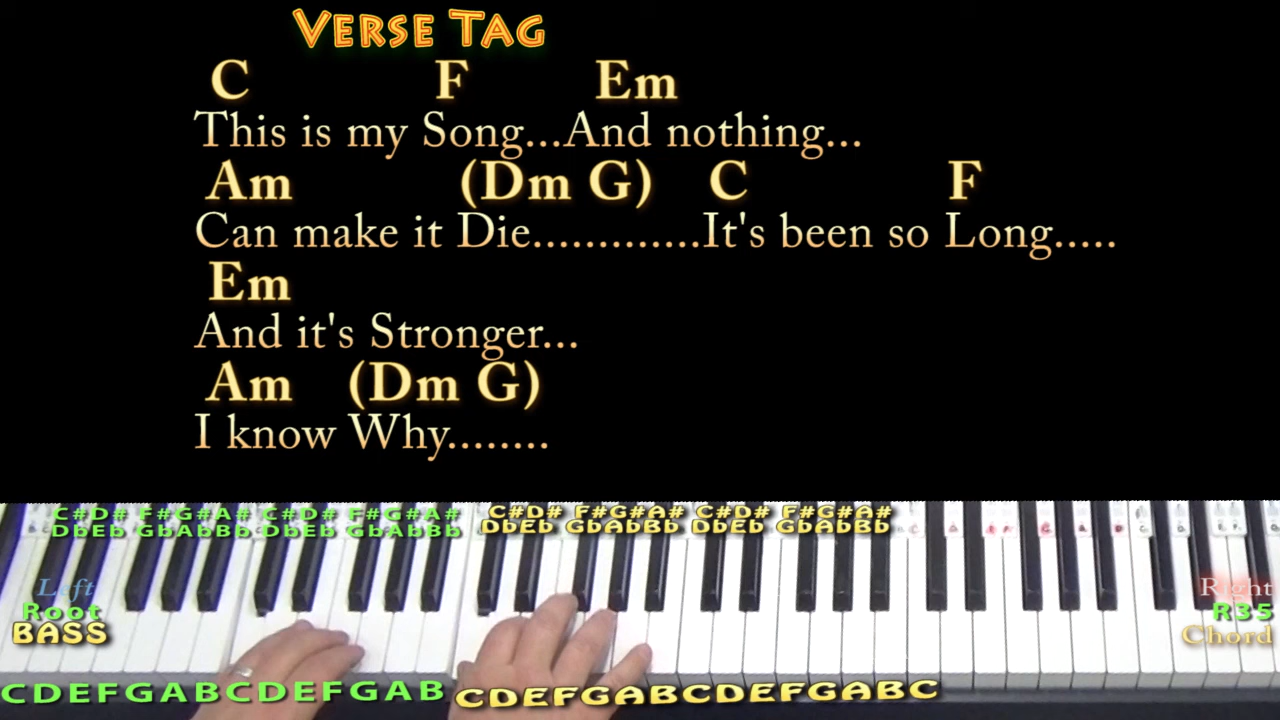 VERSE TAG
C F Em
This is my Song...And nothing...
Am (Dm G) C F
Can make it Die.............It's been so Long.....
Em
And it's Stronger...
Am (Dm G)
I know Why........
C#D# F#G#A# C#D# F#G#A# C#D# F#G#A# C#D# F#G#A#
DbEb GbAbBb DbEb GbAbBb DbEb GbAbBb DbEb GbAbBb
Left Right
Root R35
BASS Chord
CDEFGABCDEFGAB CDEFGABCDEFGABC